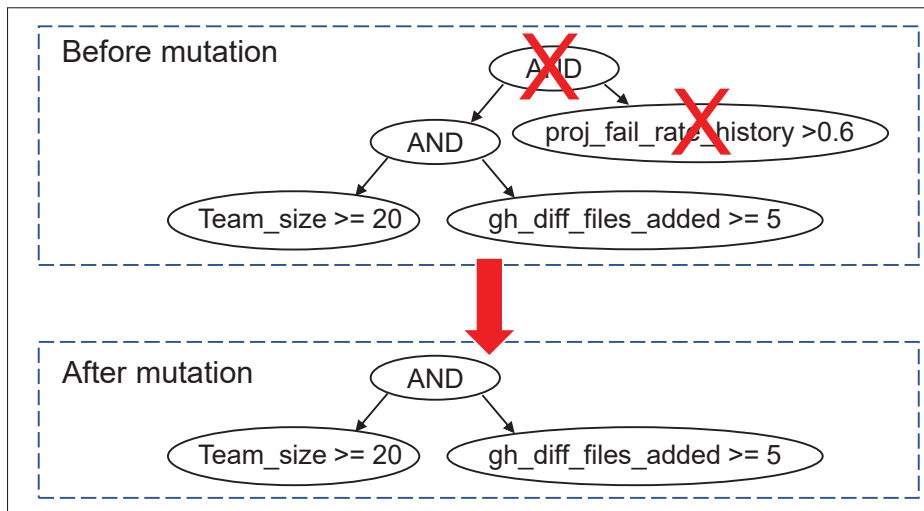 Before mutation
AND
AND
proj_fail_rate_history >0.6
Team_size >= 20
gh_diff_files_added >= 5
After mutation
AND
Team_size >= 20
gh_diff_files_added >= 5